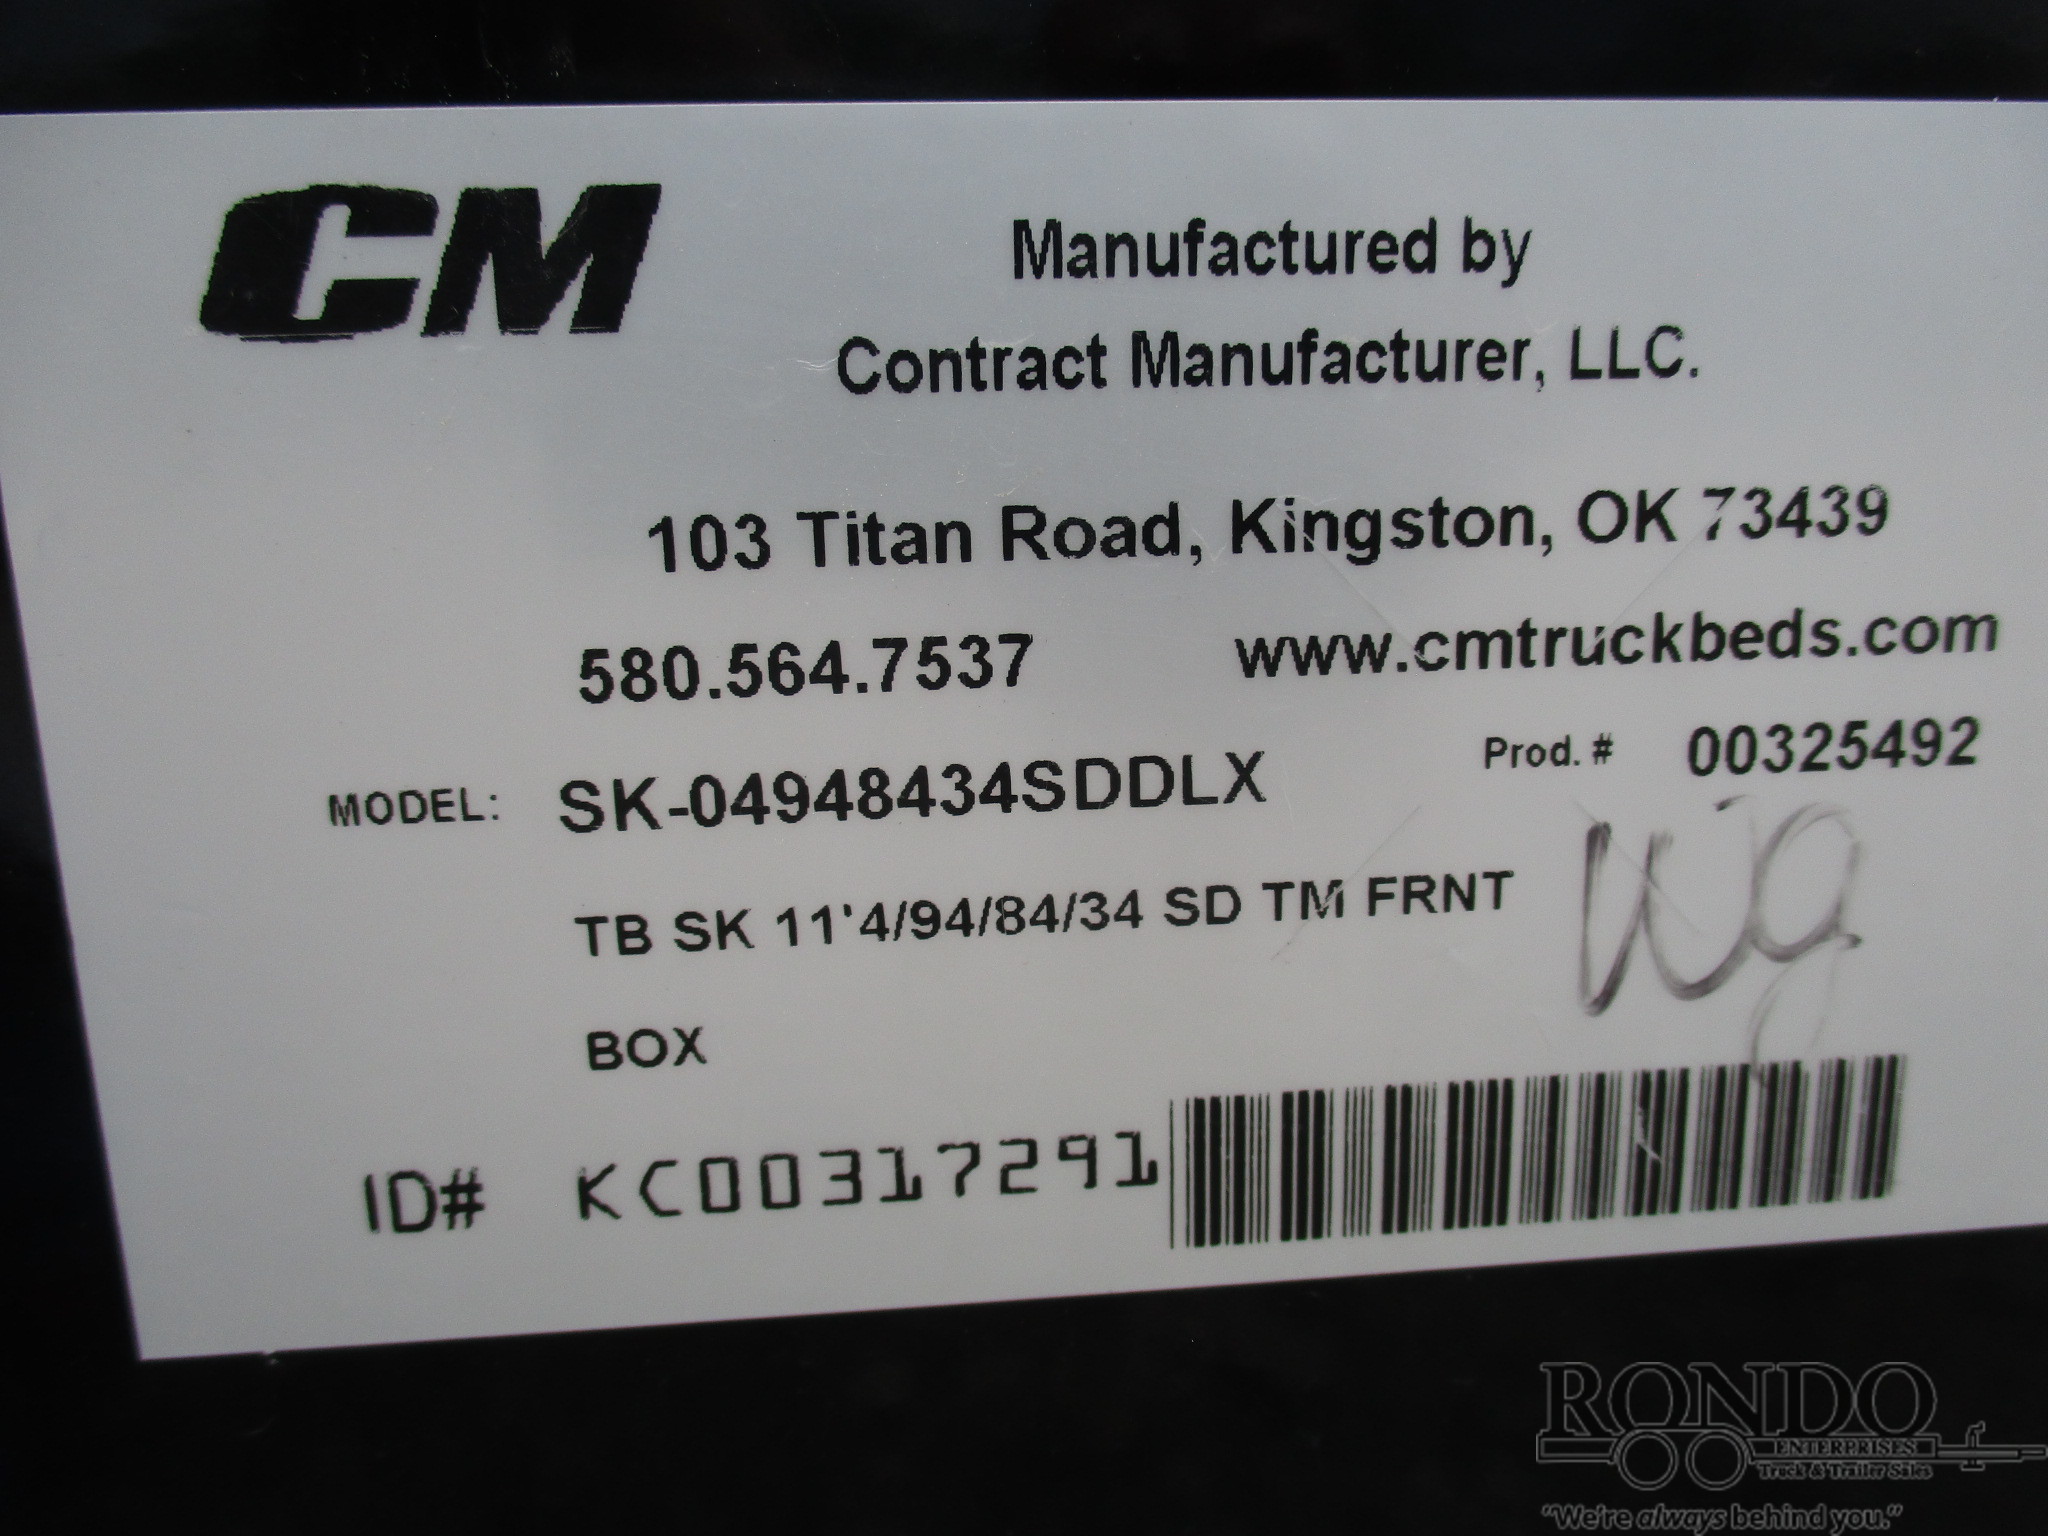 CM
Manufactured by
Contract Manufacturer, LLC.
103 Titan Road, Kingston, OK 73439
580.564.7537 www.cmtruckbeds.com
MODEL: SK-04948434SDDLX Prod. # 00325492
TB SK 11'4/94/84/34 SD TM FRNT
BOX
ID# KC00317291
RONDO
ENTERPRISES
Truck & Trailer Sales
"We're always behind you."